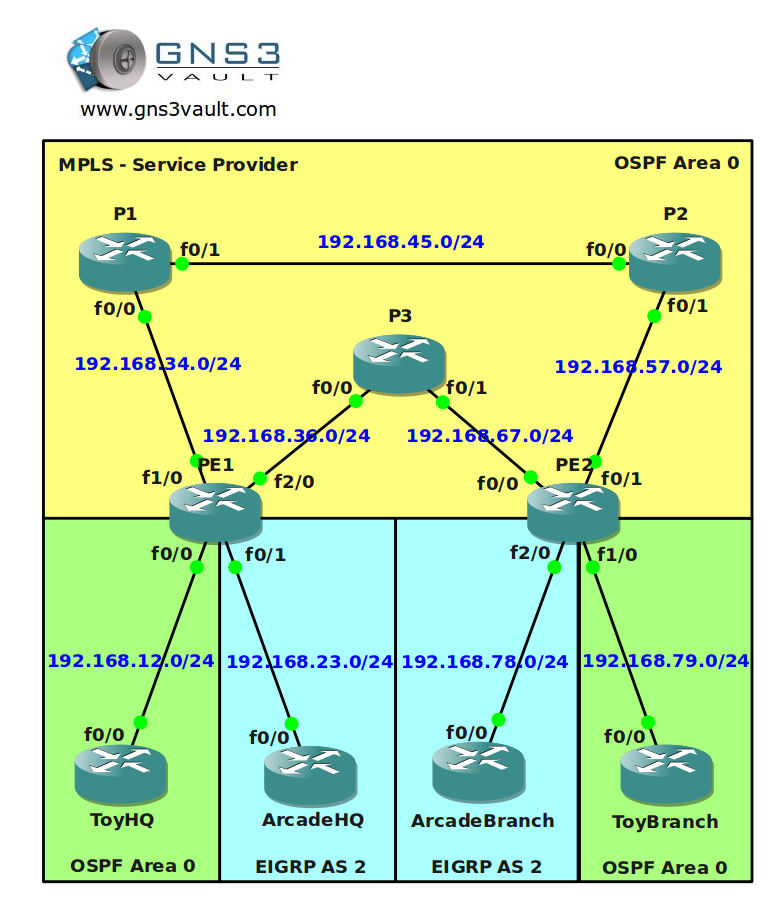 GNS3
VAULT
www.gns3vault.com
MPLS - Service Provider
OSPF Area 0
P1
P2
f0/1
192.168.45.0/24
f0/0
f0/0
f0/1
P3
192.168.34.0/24
192.168.57.0/24
f0/0
f0/1
192.168.36.0/24
192.168.67.0/24
PE1
PE2
f1/0
f2/0
f0/0
f0/1
f0/0
f0/1
f2/0
f1/0
192.168.12.0/24
192.168.23.0/24
192.168.78.0/24
192.168.79.0/24
f0/0
f0/0
f0/0
f0/0
ToyHQ
ArcadeHQ
ArcadeBranch
ToyBranch
OSPF Area 0
EIGRP AS 2
EIGRP AS 2
OSPF Area 0